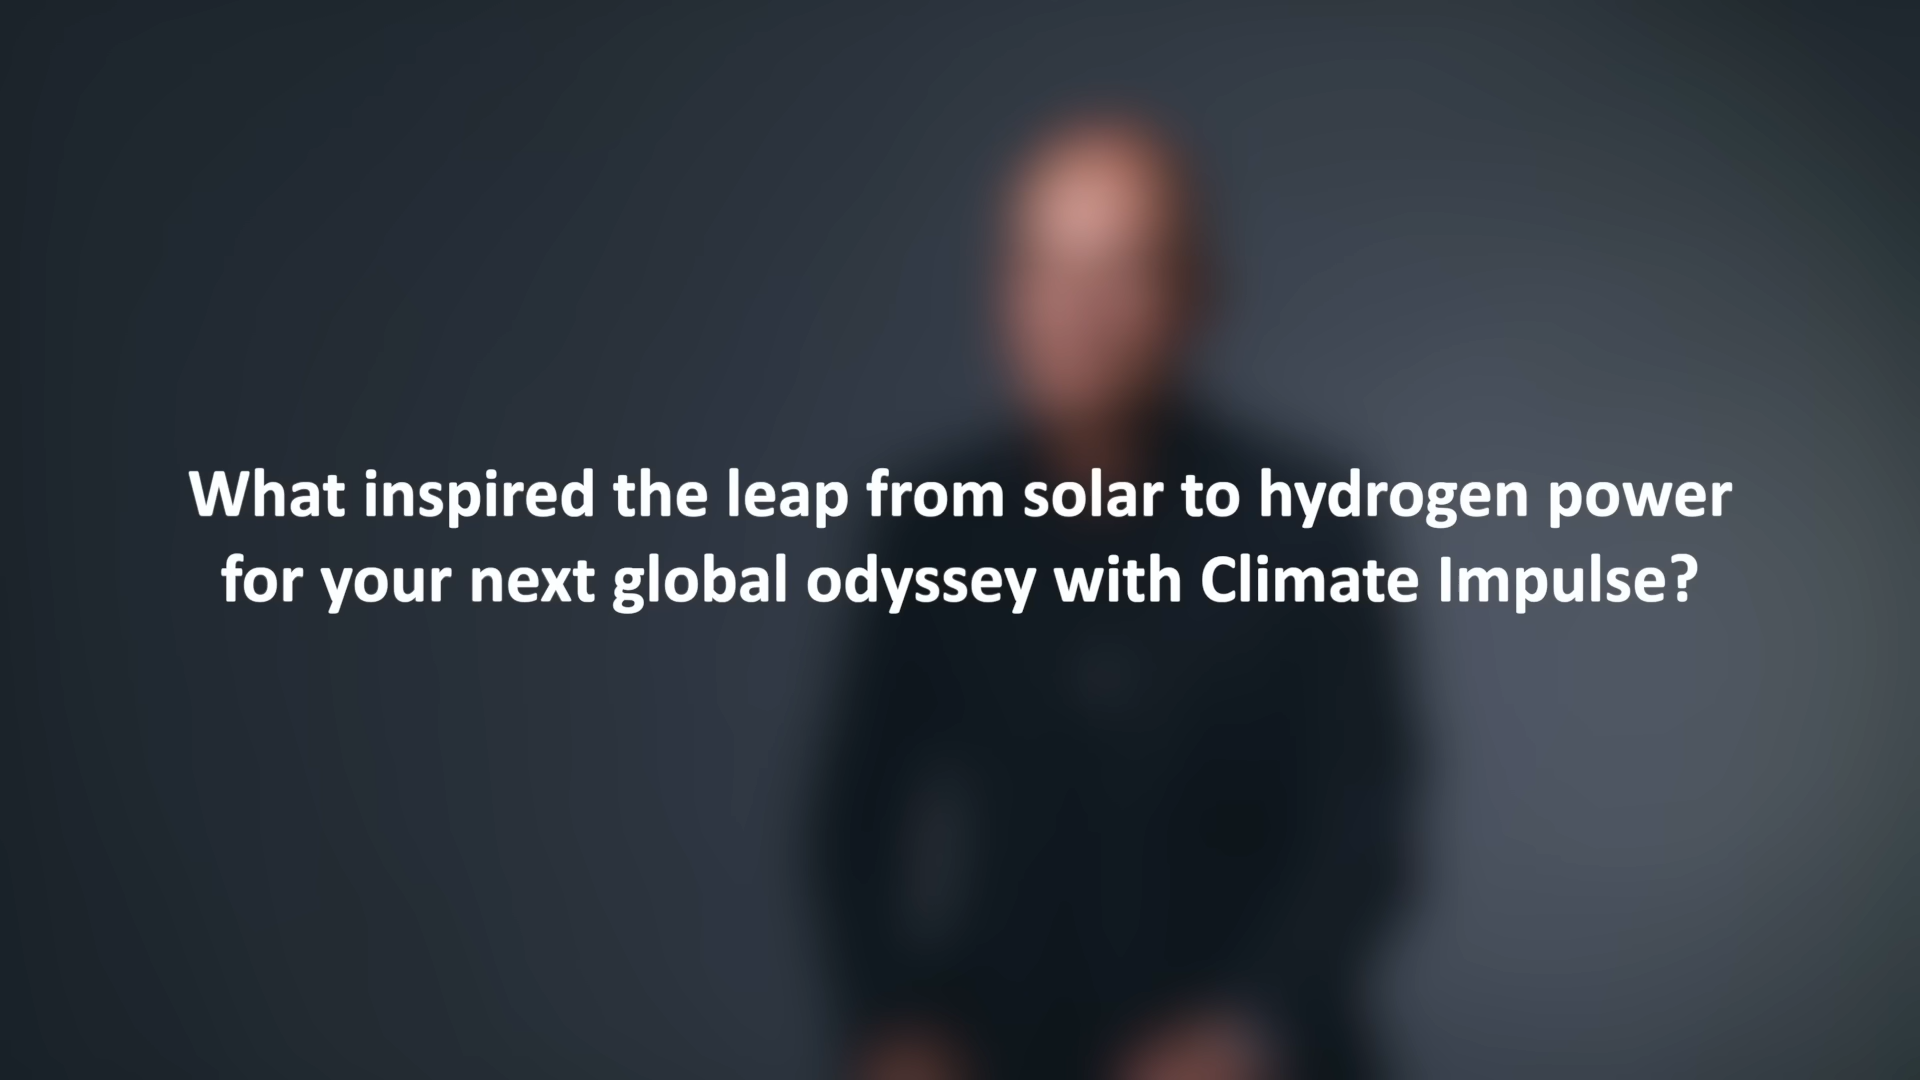 What inspired the leap from solar to hydrogen power
for your next global odyssey with Climate Impulse?